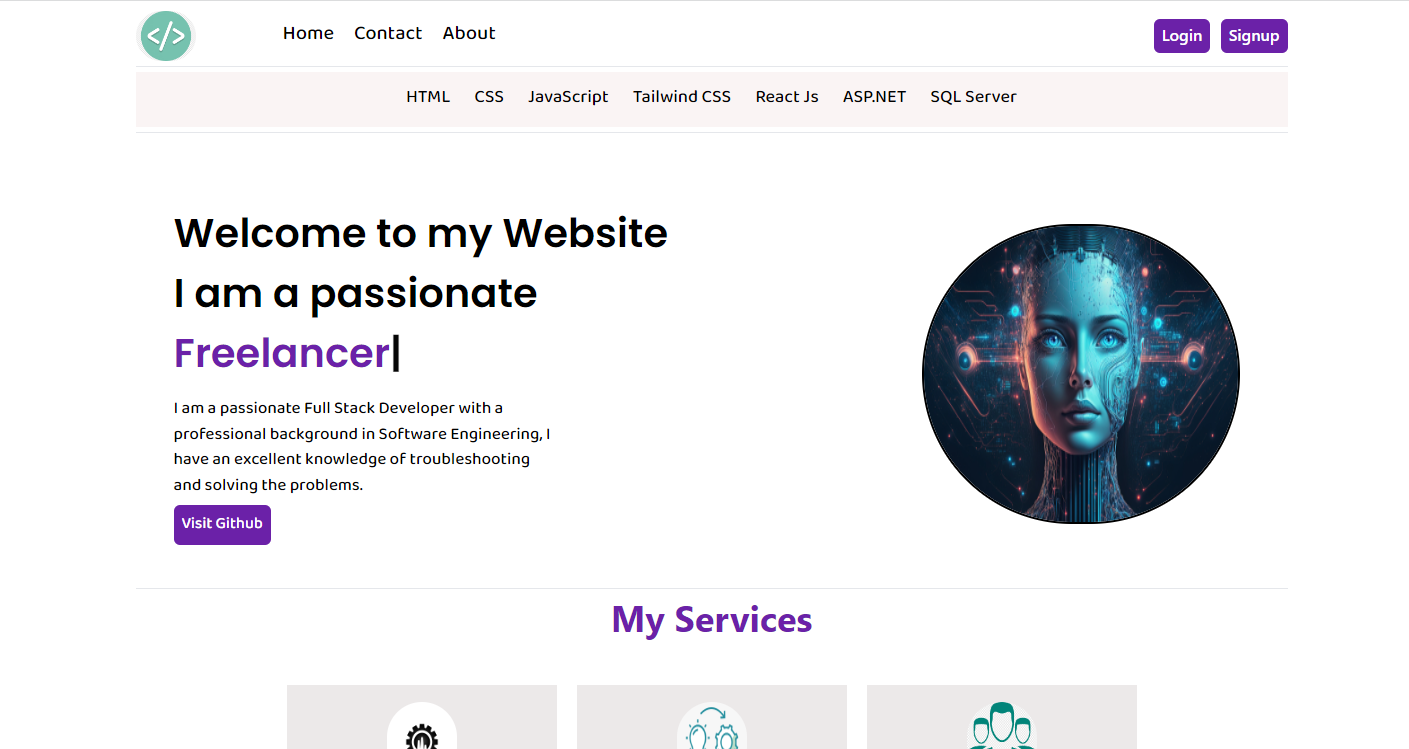 </>
Home Contact About
Login Signup
HTML CSS JavaScript Tailwind CSS React Js ASP.NET SQL Server
Welcome to my Website
I am a passionate
Freelancer|
I am a passionate Full Stack Developer with a
professional background in Software Engineering, I
have an excellent knowledge of troubleshooting
and solving the problems.
Visit Github
My Services